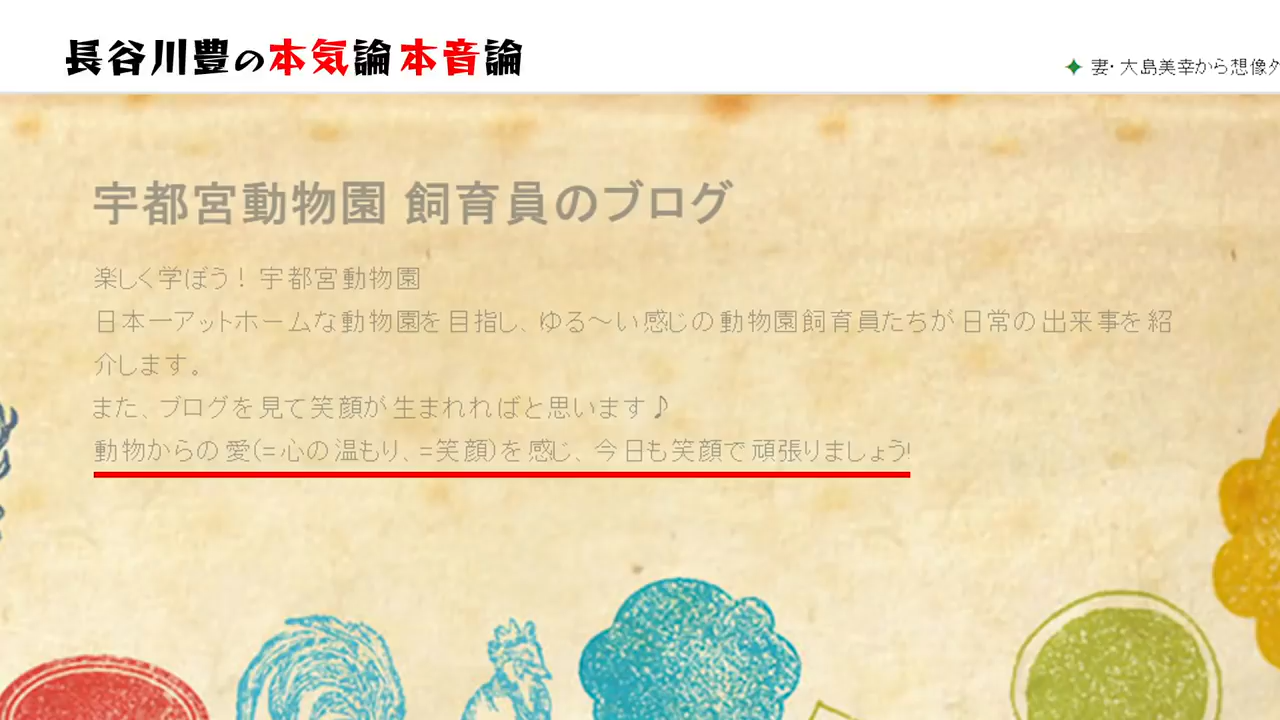 長谷川豊の本気論本音論
妻・大島美幸から想像
宇都宮動物園 飼育員のブログ
楽しく学ぼう！宇都宮動物園
日本一アットホームな動物園を目指し、ゆる～い感じの動物園飼育員たちが日常の出来事を紹
介します。
また、ブログを見て笑顔が生まれればと思います♪
動物からの愛(=心の温もり、=笑顔)を感じ、今日も笑顔で頑張りましょう!